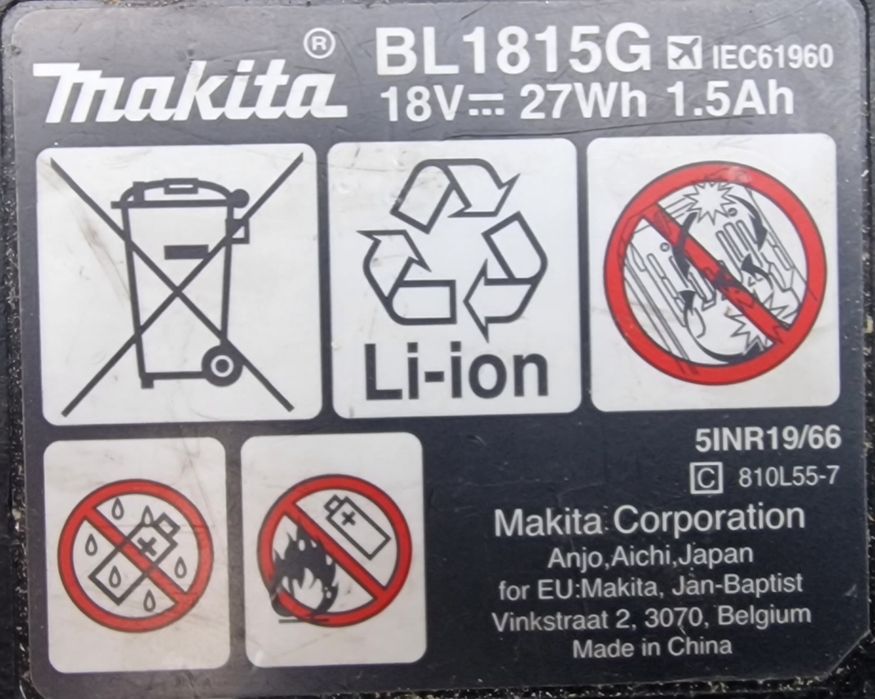 makita®
BL1815G IEC61960
18V⎓ 27Wh 1.5Ah
Li-ion
5INR19/66
C 810L55-7
Makita Corporation
Anjo,Aichi,Japan
for EU:Makita, Jan-Baptist
Vinkstraat 2, 3070, Belgium
Made in China